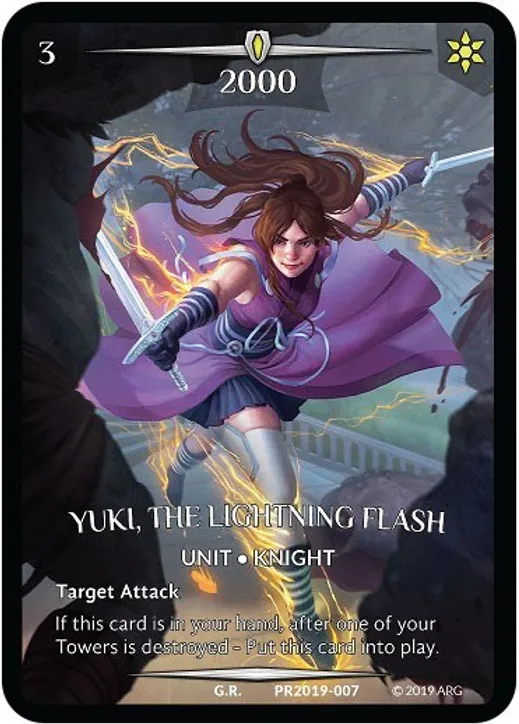 3
2000
YUKI, THE LIGHTNING FLASH
UNIT • KNIGHT
Target Attack
If this card is in your hand, after one of your
Towers is destroyed - Put this card into play.
G.R. PR2019-007 © 2019 ARG